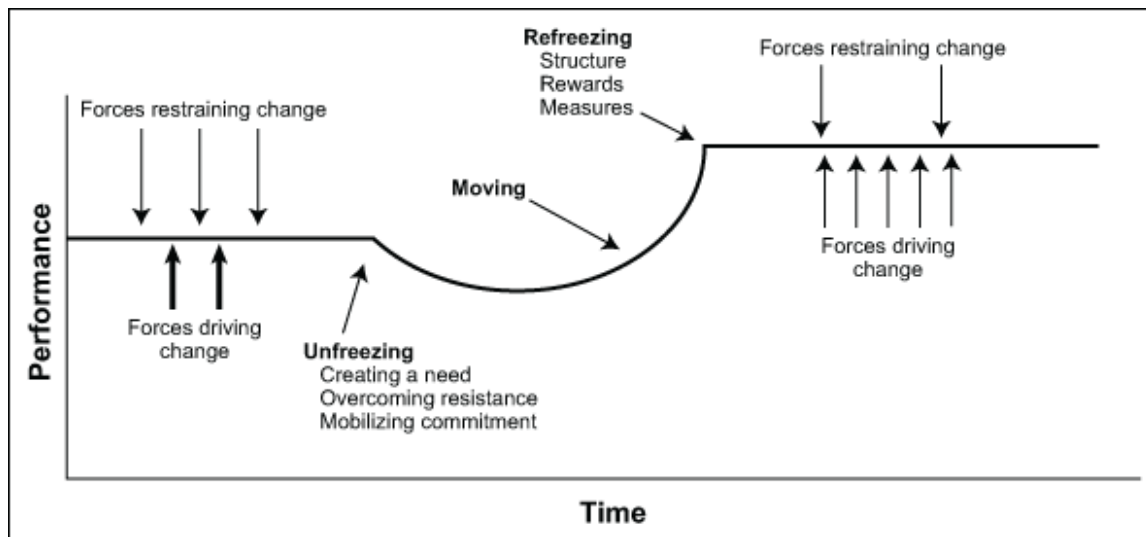 Refreezing
Structure
Rewards
Measures
Forces restraining change
Forces restraining change
Moving
Performance
Forces driving
change
Forces driving
change
Unfreezing
Creating a need
Overcoming resistance
Mobilizing commitment
Time